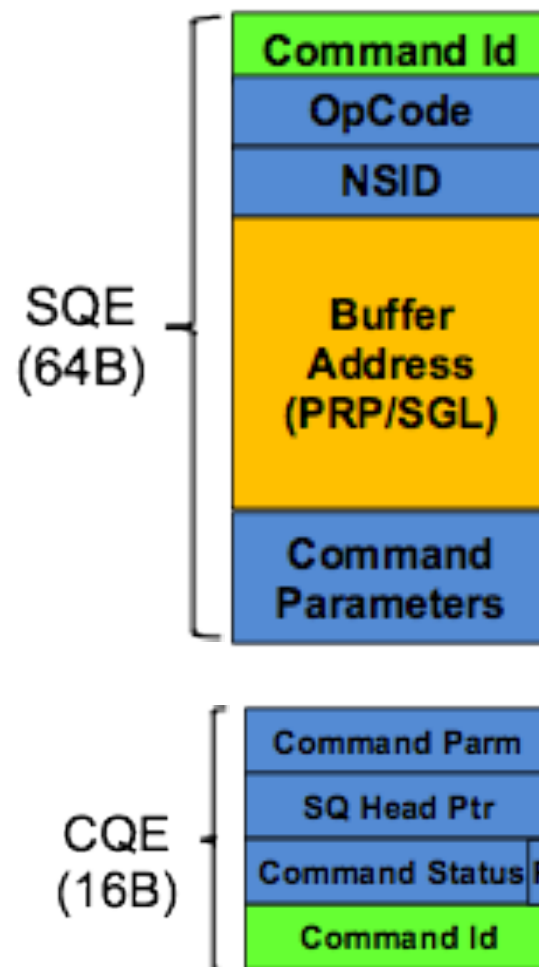 Command Id
OpCode
NSID
SQE
(64B)
Buffer
Address
(PRP/SGL)
Command
Parameters
Command Parm
SQ Head Ptr
CQE
(16B)
Command Status
Command Id